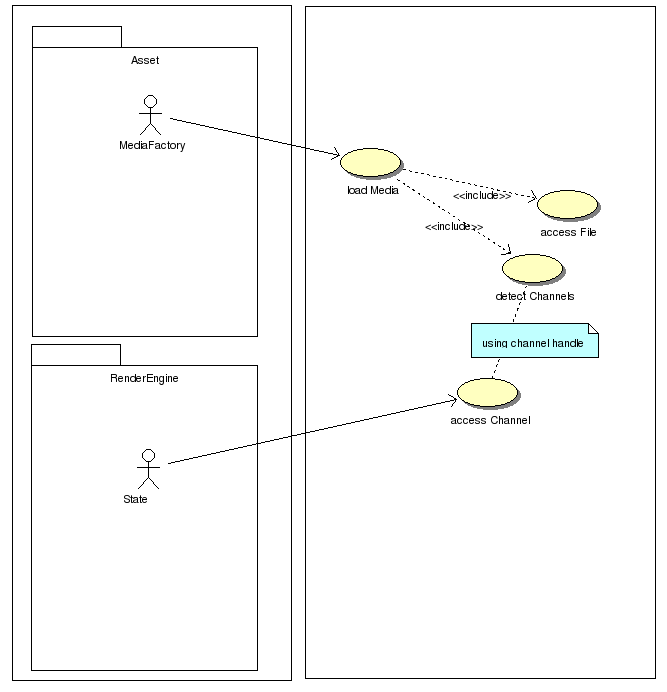 Asset
MediaFactory
load Media
<<include>>
access File
<<include>>
detect Channels
using channel handle
RenderEngine
access Channel
State